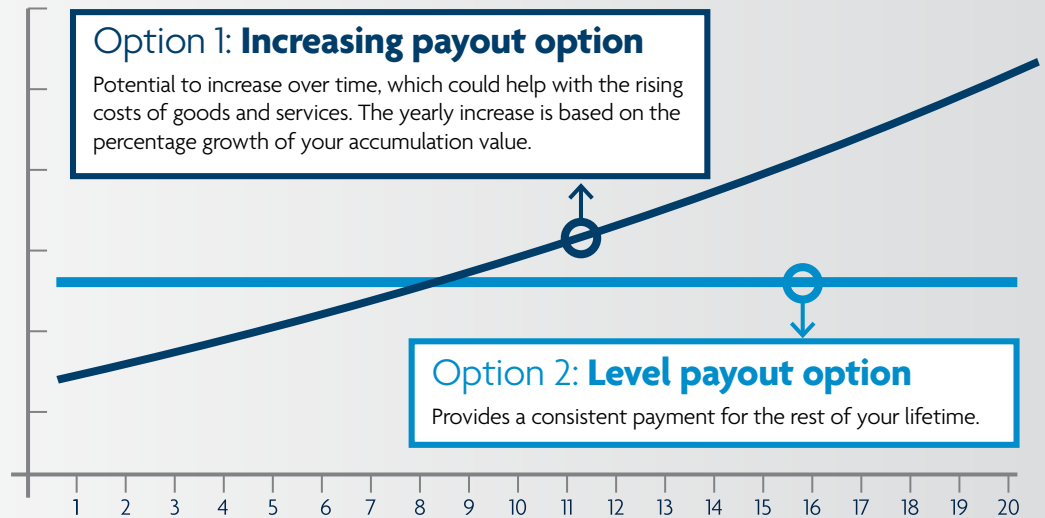 Option 1: Increasing payout option
Potential to increase over time, which could help with the rising
costs of goods and services. The yearly increase is based on the
percentage growth of your accumulation value.
Option 2: Level payout option
Provides a consistent payment for the rest of your lifetime.
1 2 3 4 5 6 7 8 9 10 11 12 13 14 15 16 17 18 19 20